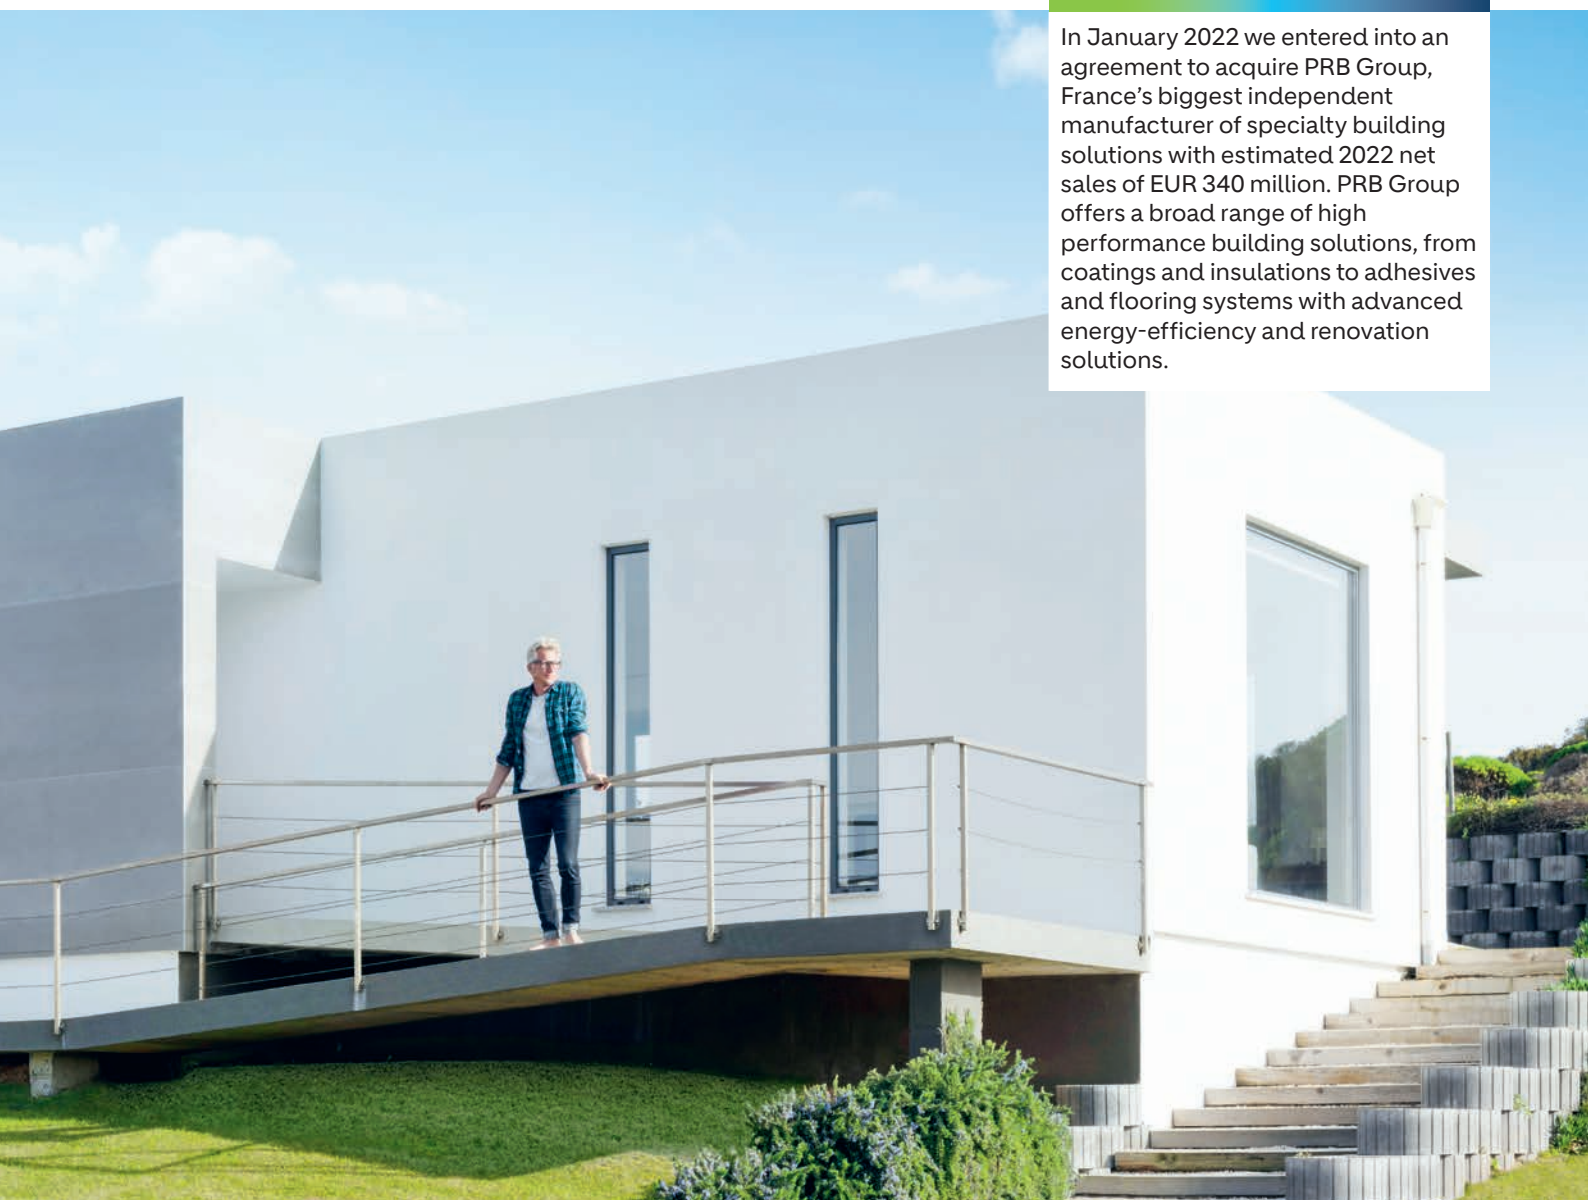 In January 2022 we entered into an
agreement to acquire PRB Group,
France’s biggest independent
manufacturer of specialty building
solutions with estimated 2022 net
sales of EUR 340 million. PRB Group
offers a broad range of high
performance building solutions, from
coatings and insulations to adhesives
and flooring systems with advanced
energy-efficiency and renovation
solutions.